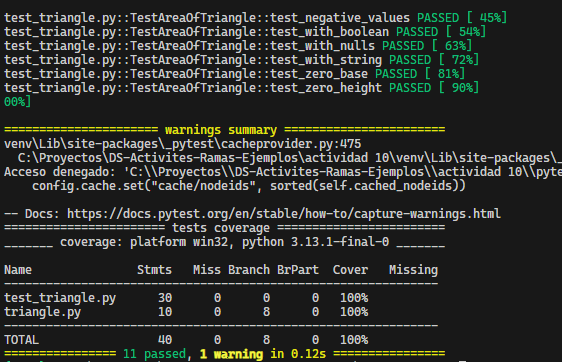 test_triangle.py::TestAreaOfTriangle::test_negative_values PASSED [ 45%]
test_triangle.py::TestAreaOfTriangle::test_with_boolean PASSED [ 54%]
test_triangle.py::TestAreaOfTriangle::test_with_nulls PASSED [ 63%]
test_triangle.py::TestAreaOfTriangle::test_with_string PASSED [ 72%]
test_triangle.py::TestAreaOfTriangle::test_zero_base PASSED [ 81%]
test_triangle.py::TestAreaOfTriangle::test_zero_height PASSED [ 90%]
00%]
===================== warnings summary ======================
venv\Lib\site-packages\_pytest\cacheprovider.py:475
  C:\Proyectos\DS-Activites-Ramas-Ejemplos\actividad 10\venv\Lib\site-packages\_
Acceso denegado: 'C:\\Proyectos\\DS-Activites-Ramas-Ejemplos\\actividad 10\\pyte
    config.cache.set("cache/nodeids", sorted(self.cached_nodeids))

-- Docs: https://docs.pytest.org/en/stable/how-to/capture-warnings.html
====================== tests coverage =======================
_______ coverage: platform win32, python 3.13.1-final-0 _______

Name               Stmts   Miss Branch BrPart  Cover   Missing
------------------------------------------------------------
test_triangle.py      30      0      0      0   100%
triangle.py           10      0      8      0   100%
------------------------------------------------------------
TOTAL                 40      0      8      0   100%
================ 11 passed, 1 warning in 0.12s ================